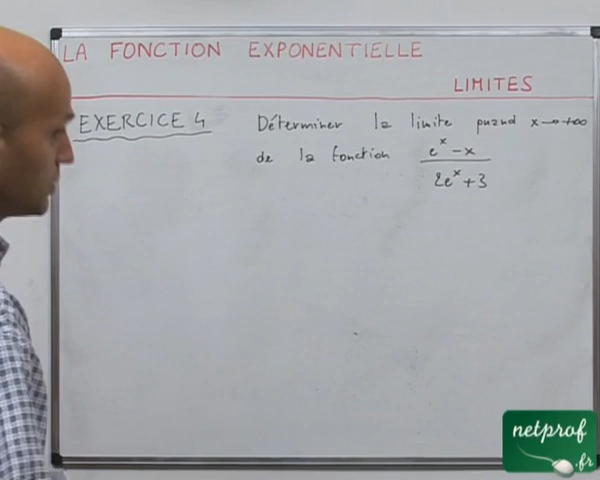 LA FONCTION EXPONENTIELLE
LIMITES
EXERCICE 4 Déterminer la limite quand x→+∞
de la fonction (e^x - x)/(2e^x + 3)
netprof
.fr